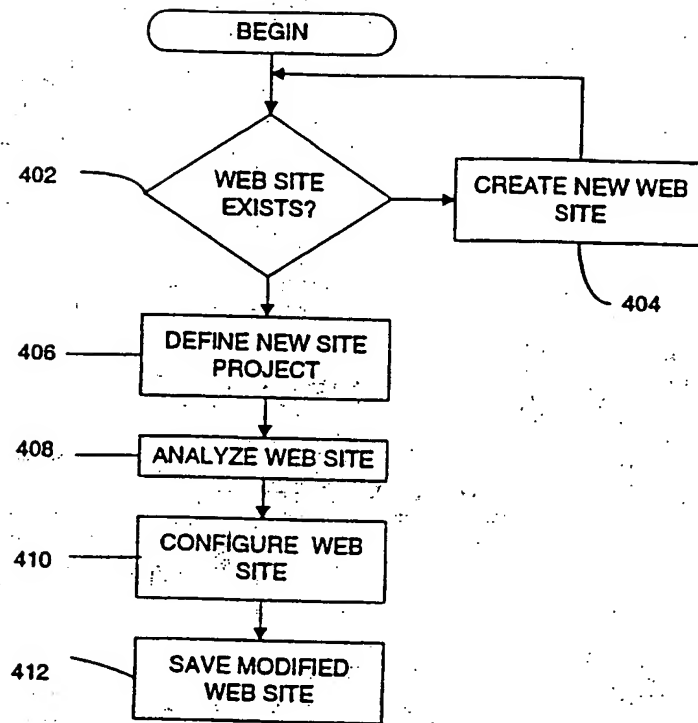 BEGIN
402
WEB SITE
EXISTS?
CREATE NEW WEB
SITE
404
406
DEFINE NEW SITE
PROJECT
408
ANALYZE WEB SITE
410
CONFIGURE WEB
SITE
412
SAVE MODIFIED
WEB SITE